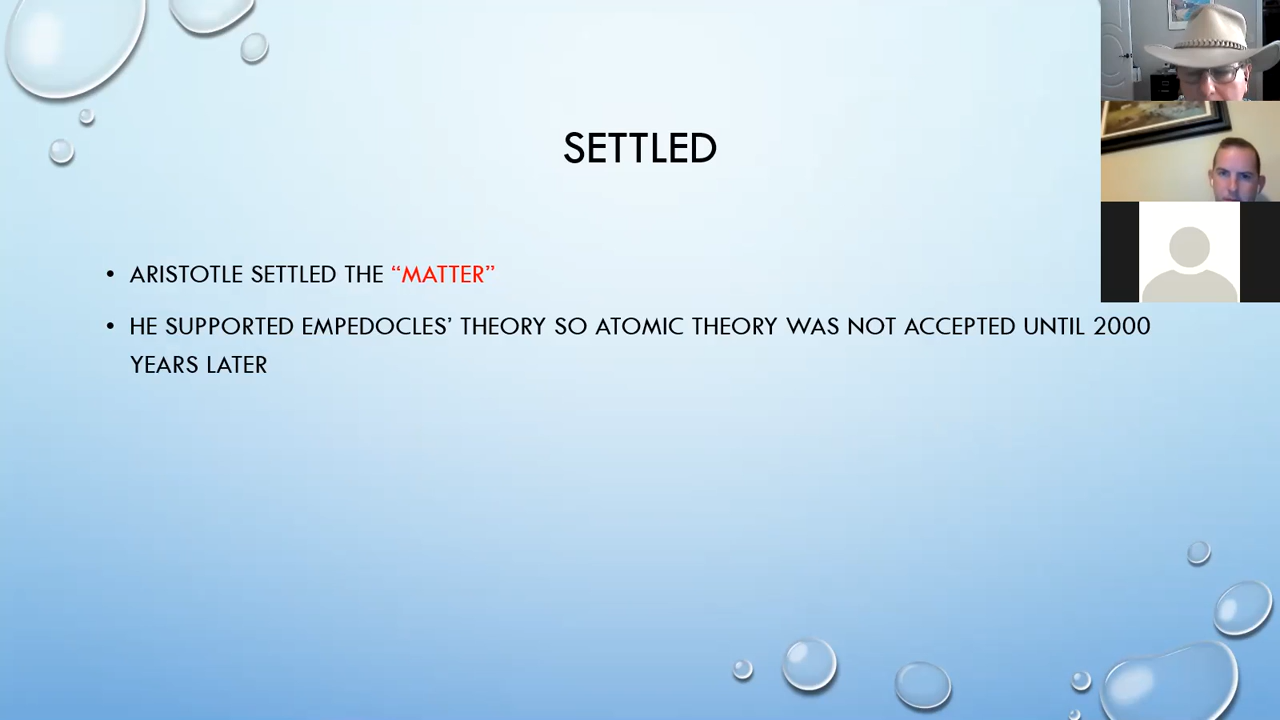 SETTLED
• ARISTOTLE SETTLED THE “MATTER”
• HE SUPPORTED EMPEDOCLES’ THEORY SO ATOMIC THEORY WAS NOT ACCEPTED UNTIL 2000
YEARS LATER